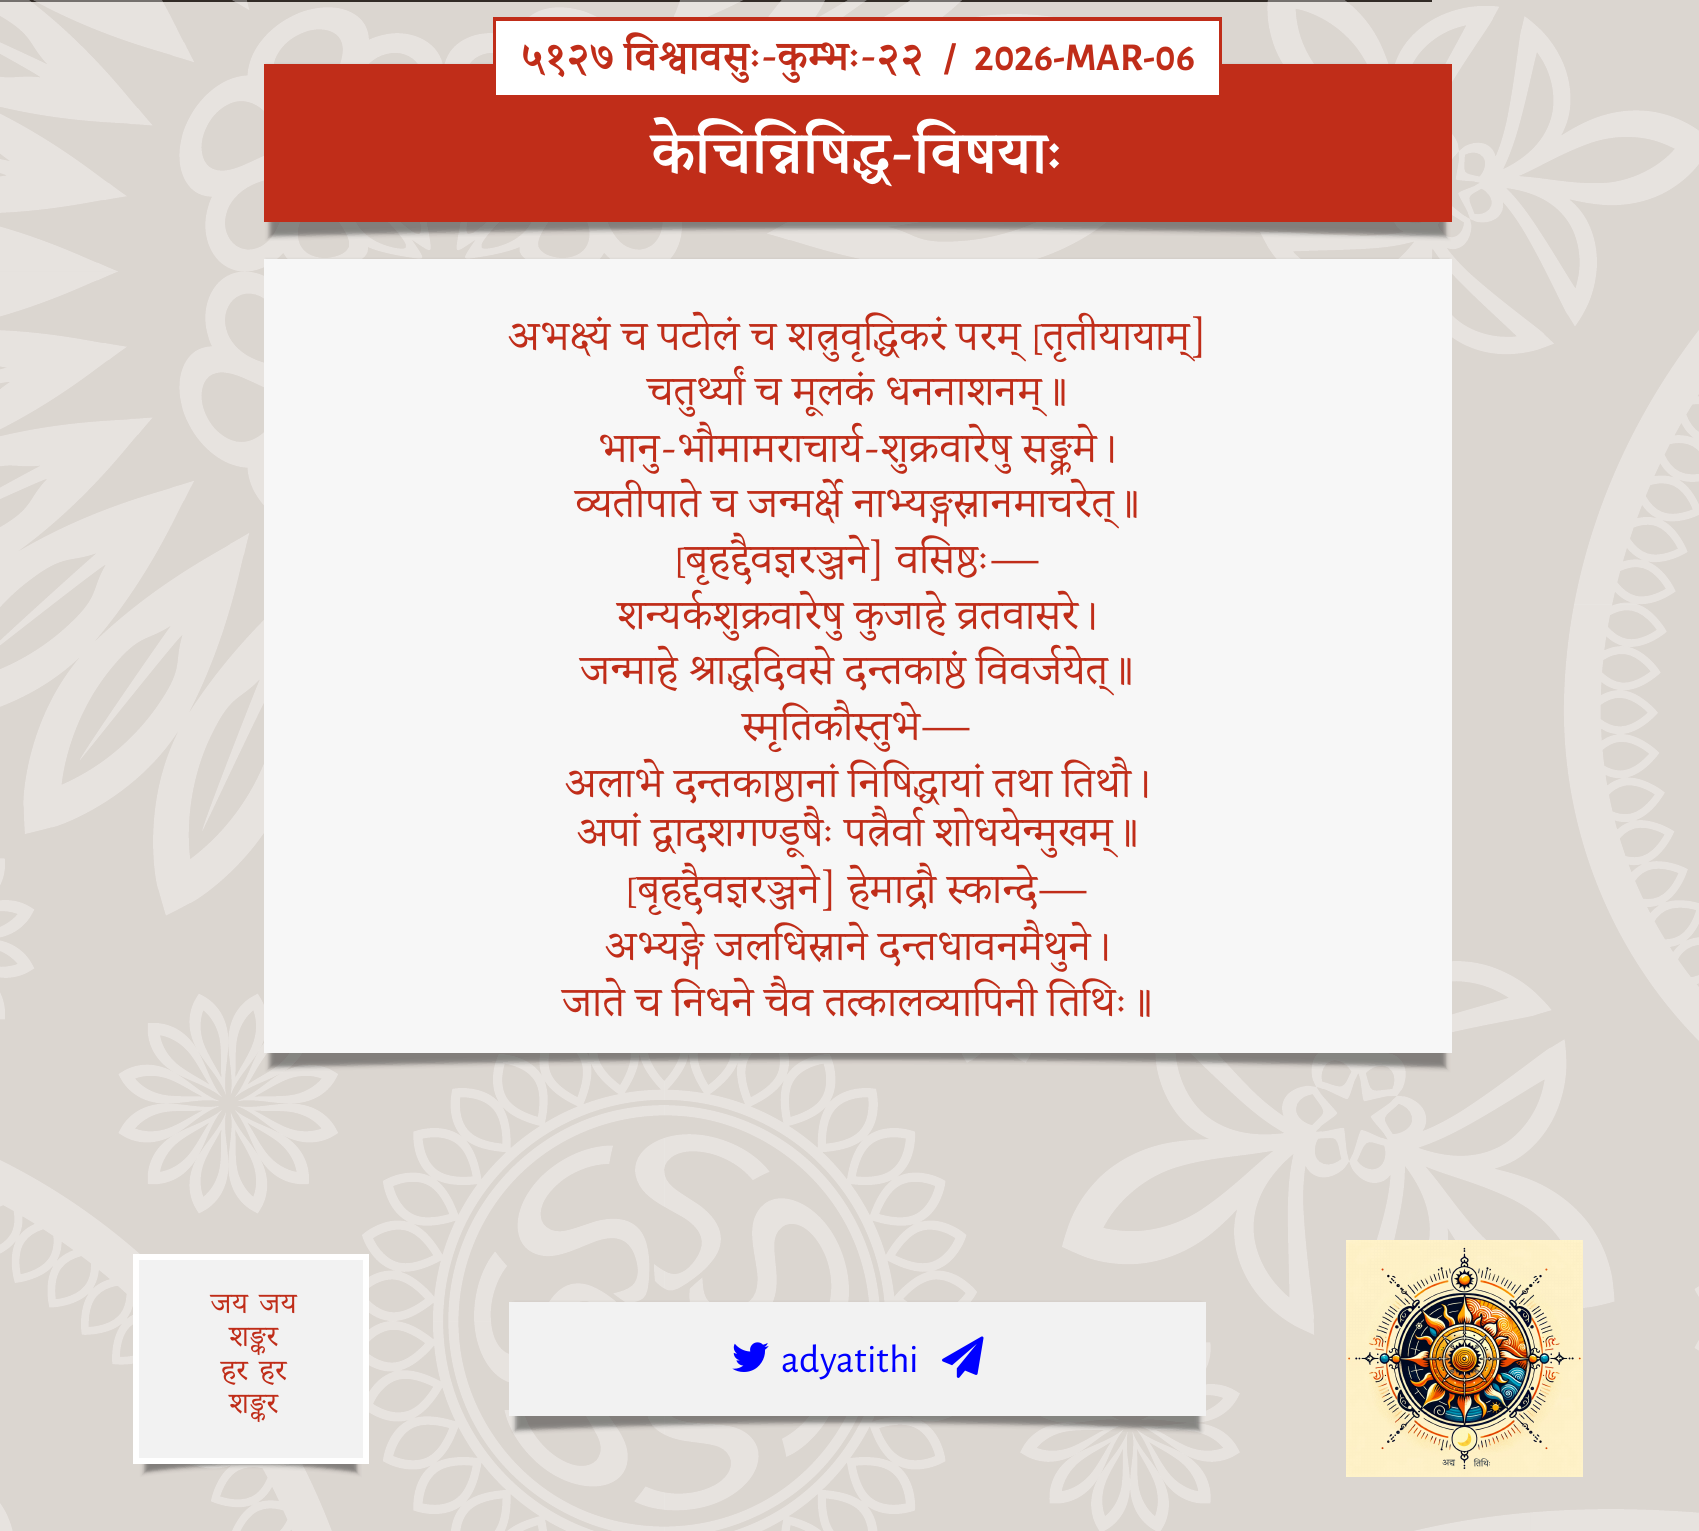 ५१२७ विश्वावसुः-कुम्भः-२२ / 2026-MAR-06
केचिन्निषिद्ध-विषयाः
अभक्ष्यं च पटोलं च शत्रुवृद्धिकरं परम् [तृतीयायाम्]
चतुर्थ्यां च मूलकं धननाशनम् ॥
भानु-भौमामराचार्य-शुक्रवारेषु सङ्क्रमे।
व्यतीपाते च जन्मर्क्षे नाभ्यङ्गस्नानमाचरेत् ॥
[बृहद्दैवज्ञरञ्जने] वसिष्ठः—
शन्यर्कशुक्रवारेषु कुजाहे व्रतवासरे।
जन्माहे श्राद्धदिवसे दन्तकाष्ठं विवर्जयेत् ॥
स्मृतिकौस्तुभे—
अलाभे दन्तकाष्ठानां निषिद्धायां तथा तिथौ।
अपां द्वादशगण्डूषैः पत्रैर्वा शोधयेन्मुखम् ॥
[बृहद्दैवज्ञरञ्जने] हेमाद्रौ स्कान्दे—
अभ्यङ्गे जलधिस्नाने दन्तधावनमैथुने।
जाते च निधने चैव तत्कालव्यापिनी तिथिः ॥
जय जय
शङ्कर
हर हर
शङ्कर
adyatithi
अद्य तिथिः